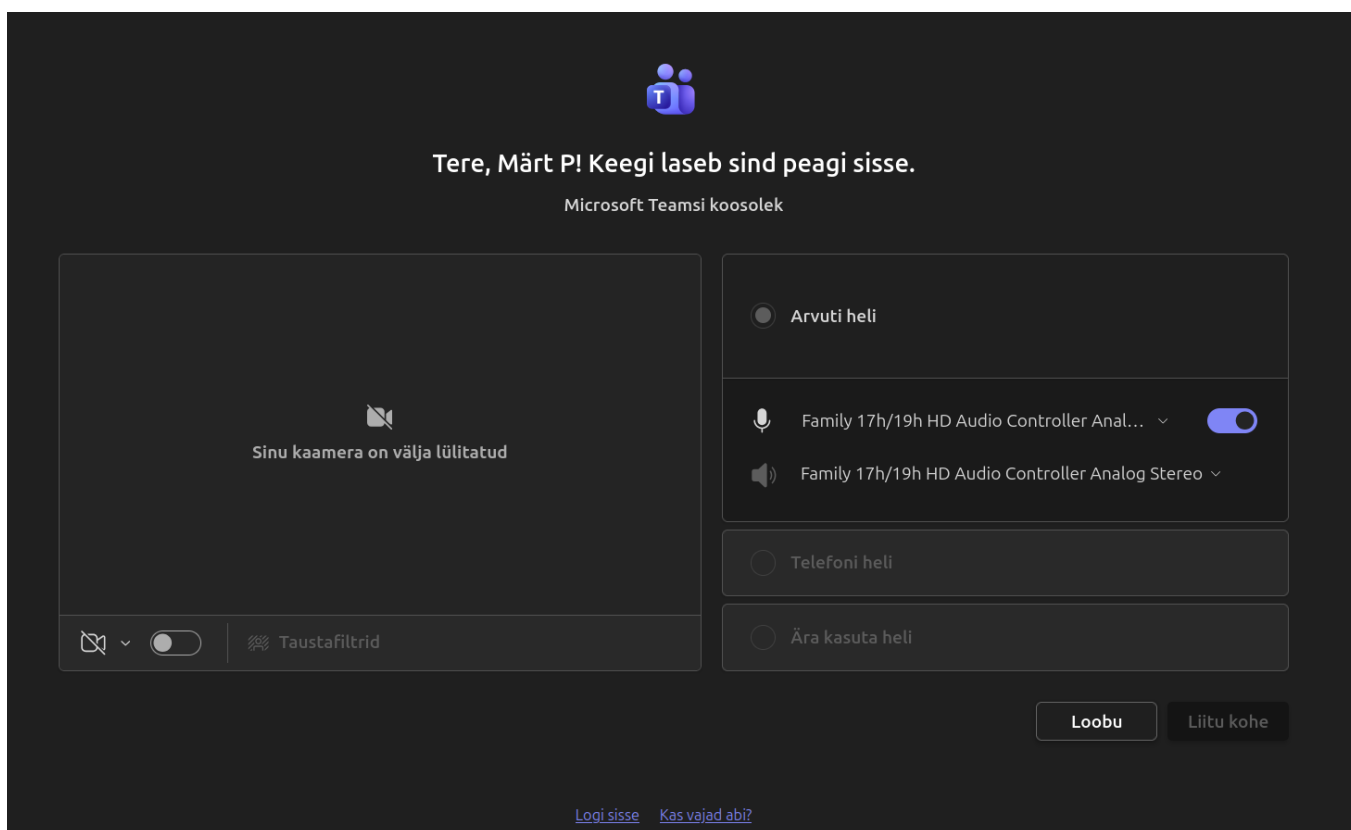 T
Tere, Märt P! Keegi laseb sind peagi sisse.
Microsoft Teamsi koosolek
Sinu kaamera on välja lülitatud
Taustafiltrid
Arvuti heli
Family 17h/19h HD Audio Controller Anal...
Family 17h/19h HD Audio Controller Analog Stereo
Telefoni heli
Ära kasuta heli
Loobu
Liitu kohe
Logi sisse
Kas vajad abi?